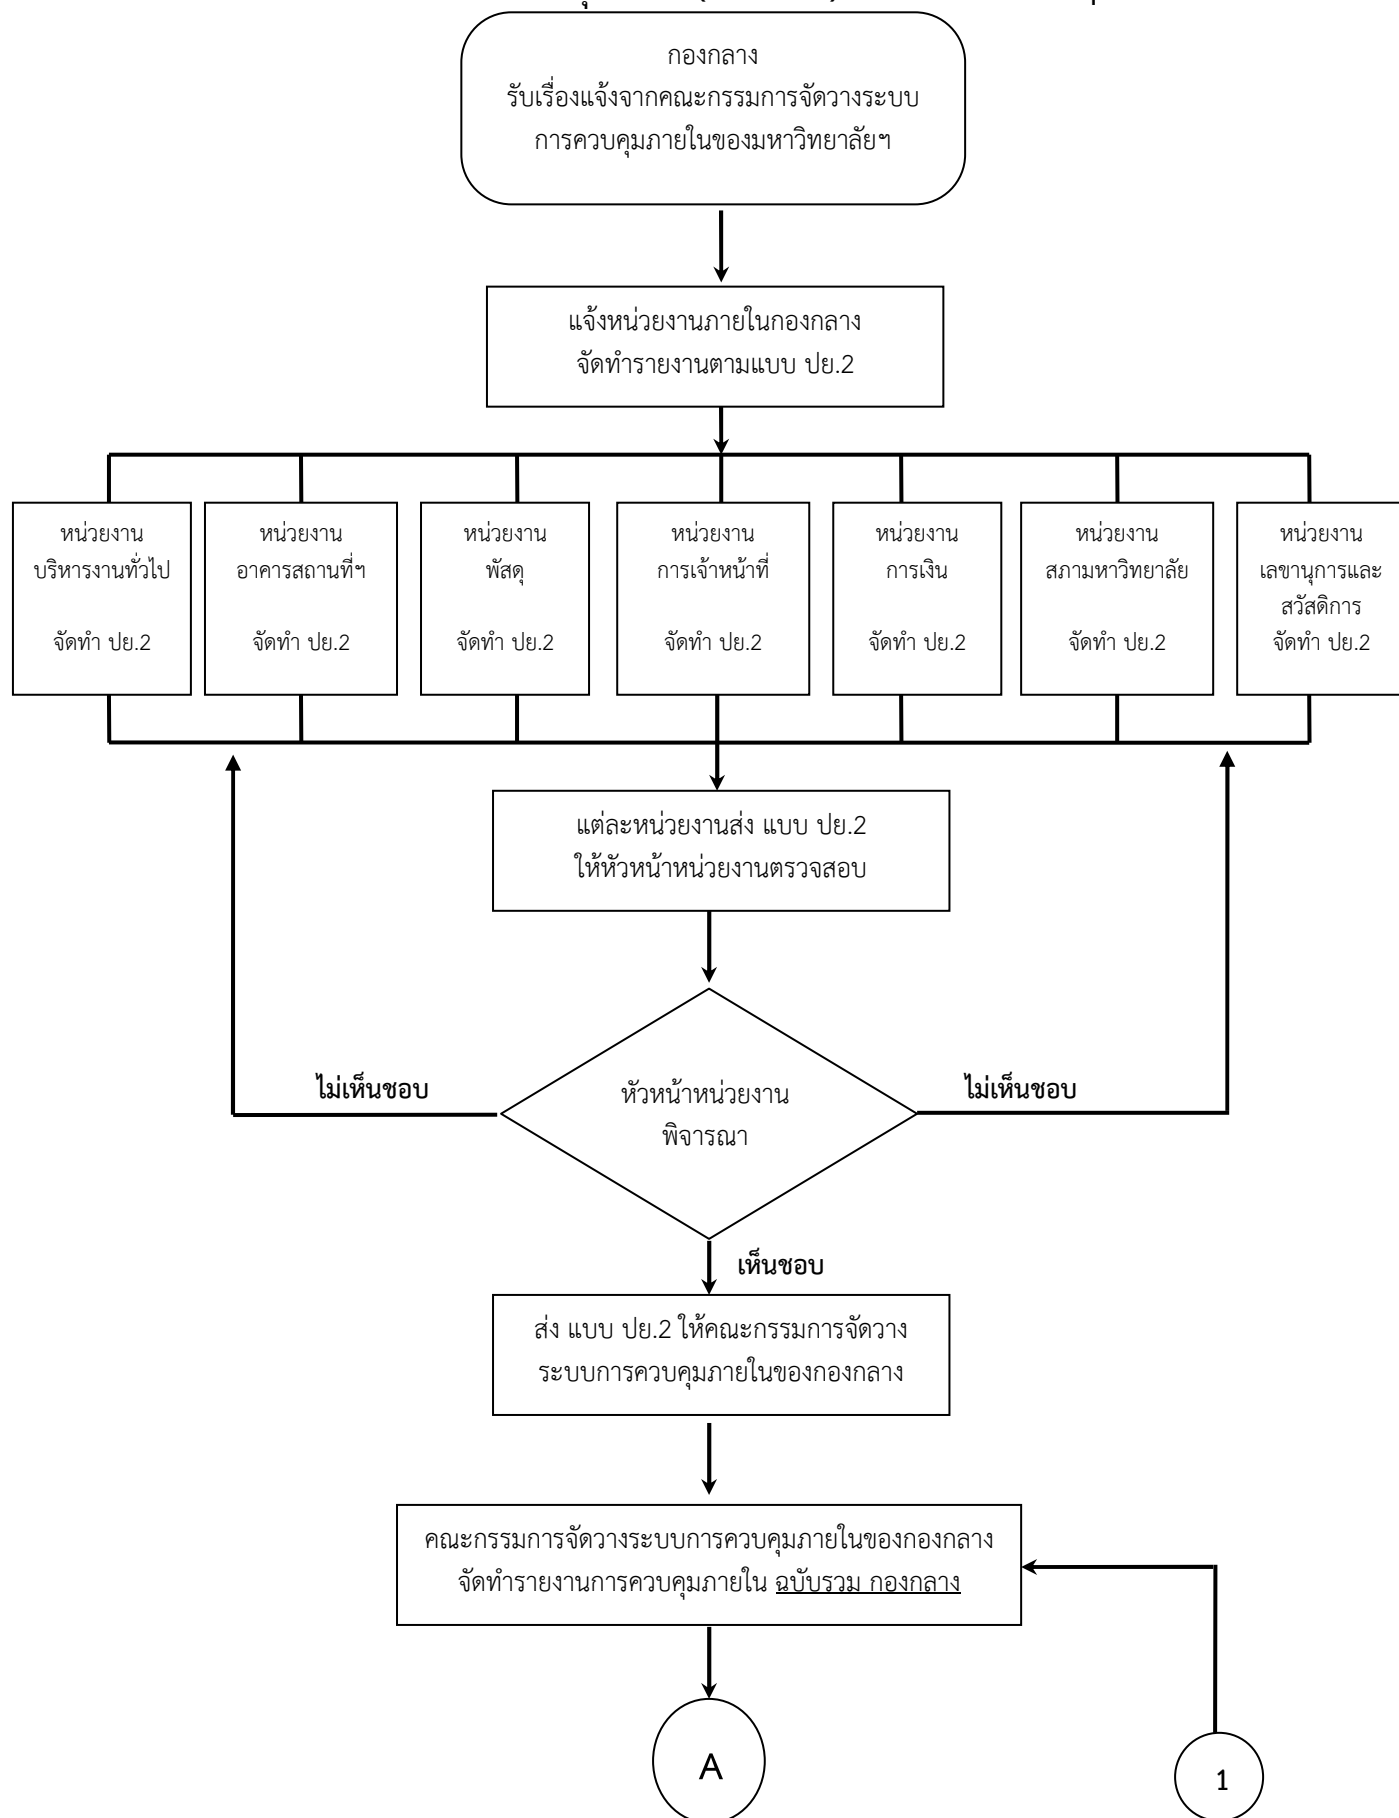 กองกลาง
รับเรื่องแจ้งจากคณะกรรมการจัดวางระบบ
การควบคุมภายในของมหาวิทยาลัยฯ
แจ้งหน่วยงานภายในกองกลาง
จัดทำรายงานตามแบบ ปย.2
หน่วยงาน
บริหารงานทั่วไป
จัดทำ ปย.2
หน่วยงาน
อาคารสถานที่ฯ
จัดทำ ปย.2
หน่วยงาน
พัสดุ
จัดทำ ปย.2
หน่วยงาน
การเจ้าหน้าที่
จัดทำ ปย.2
หน่วยงาน
การเงิน
จัดทำ ปย.2
หน่วยงาน
สภามหาวิทยาลัย
จัดทำ ปย.2
หน่วยงาน
เลขานุการและ
สวัสดิการ
จัดทำ ปย.2
แต่ละหน่วยงานส่ง แบบ ปย.2
ให้หัวหน้าหน่วยงานตรวจสอบ
ไม่เห็นชอบ
หัวหน้าหน่วยงาน
พิจารณา
ไม่เห็นชอบ
เห็นชอบ
ส่ง แบบ ปย.2 ให้คณะกรรมการจัดวาง
ระบบการควบคุมภายในของกองกลาง
คณะกรรมการจัดวางระบบการควบคุมภายในของกองกลาง
จัดทำรายงานการควบคุมภายใน ฉบับรวม กองกลาง
A
1